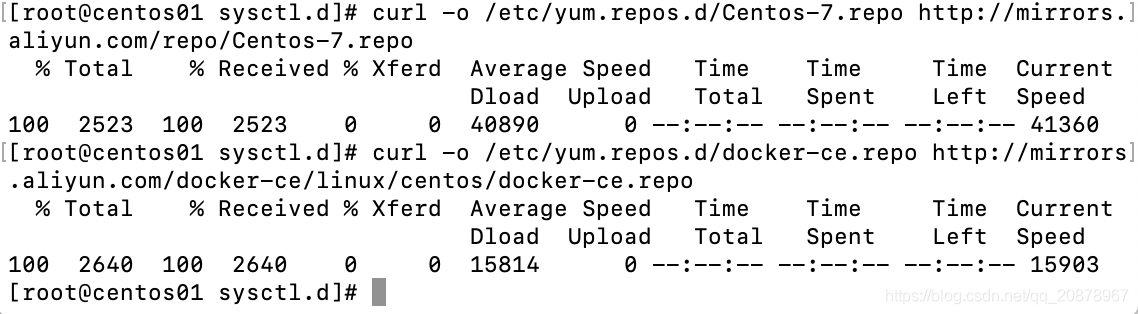 [[root@centos01 sysctl.d]# curl -o /etc/yum.repos.d/Centos-7.repo http://mirrors.]
aliyun.com/repo/Centos-7.repo
  % Total    % Received % Xferd  Average Speed   Time    Time     Time  Current
                                 Dload  Upload   Total   Spent    Left  Speed
100  2523  100  2523    0     0  40890      0 --:--:-- --:--:-- --:--:-- 41360
[[root@centos01 sysctl.d]# curl -o /etc/yum.repos.d/docker-ce.repo http://mirrors]
.aliyun.com/docker-ce/linux/centos/docker-ce.repo
  % Total    % Received % Xferd  Average Speed   Time    Time     Time  Current
                                 Dload  Upload   Total   Spent    Left  Speed
100  2640  100  2640    0     0  15814      0 --:--:-- --:--:-- --:--:-- 15903
[root@centos01 sysctl.d]#
https://blog.csdn.net/qq_20878967